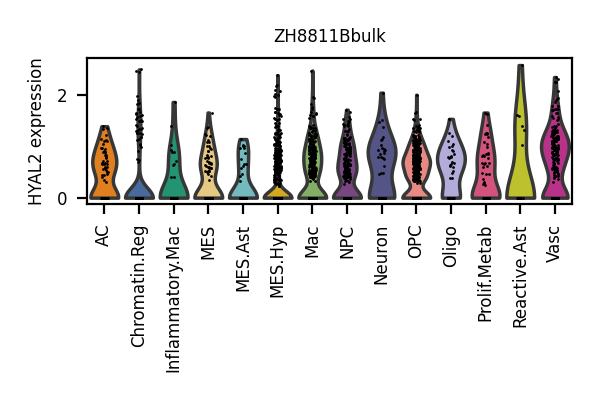 ZH8811Bbulk
HYAL2 expression
2
0
AC
Chromatin.Reg
Inflammatory.Mac
MES
MES.Ast
MES.Hyp
Mac
NPC
Neuron
OPC
Oligo
Prolif.Metab
Reactive.Ast
Vasc